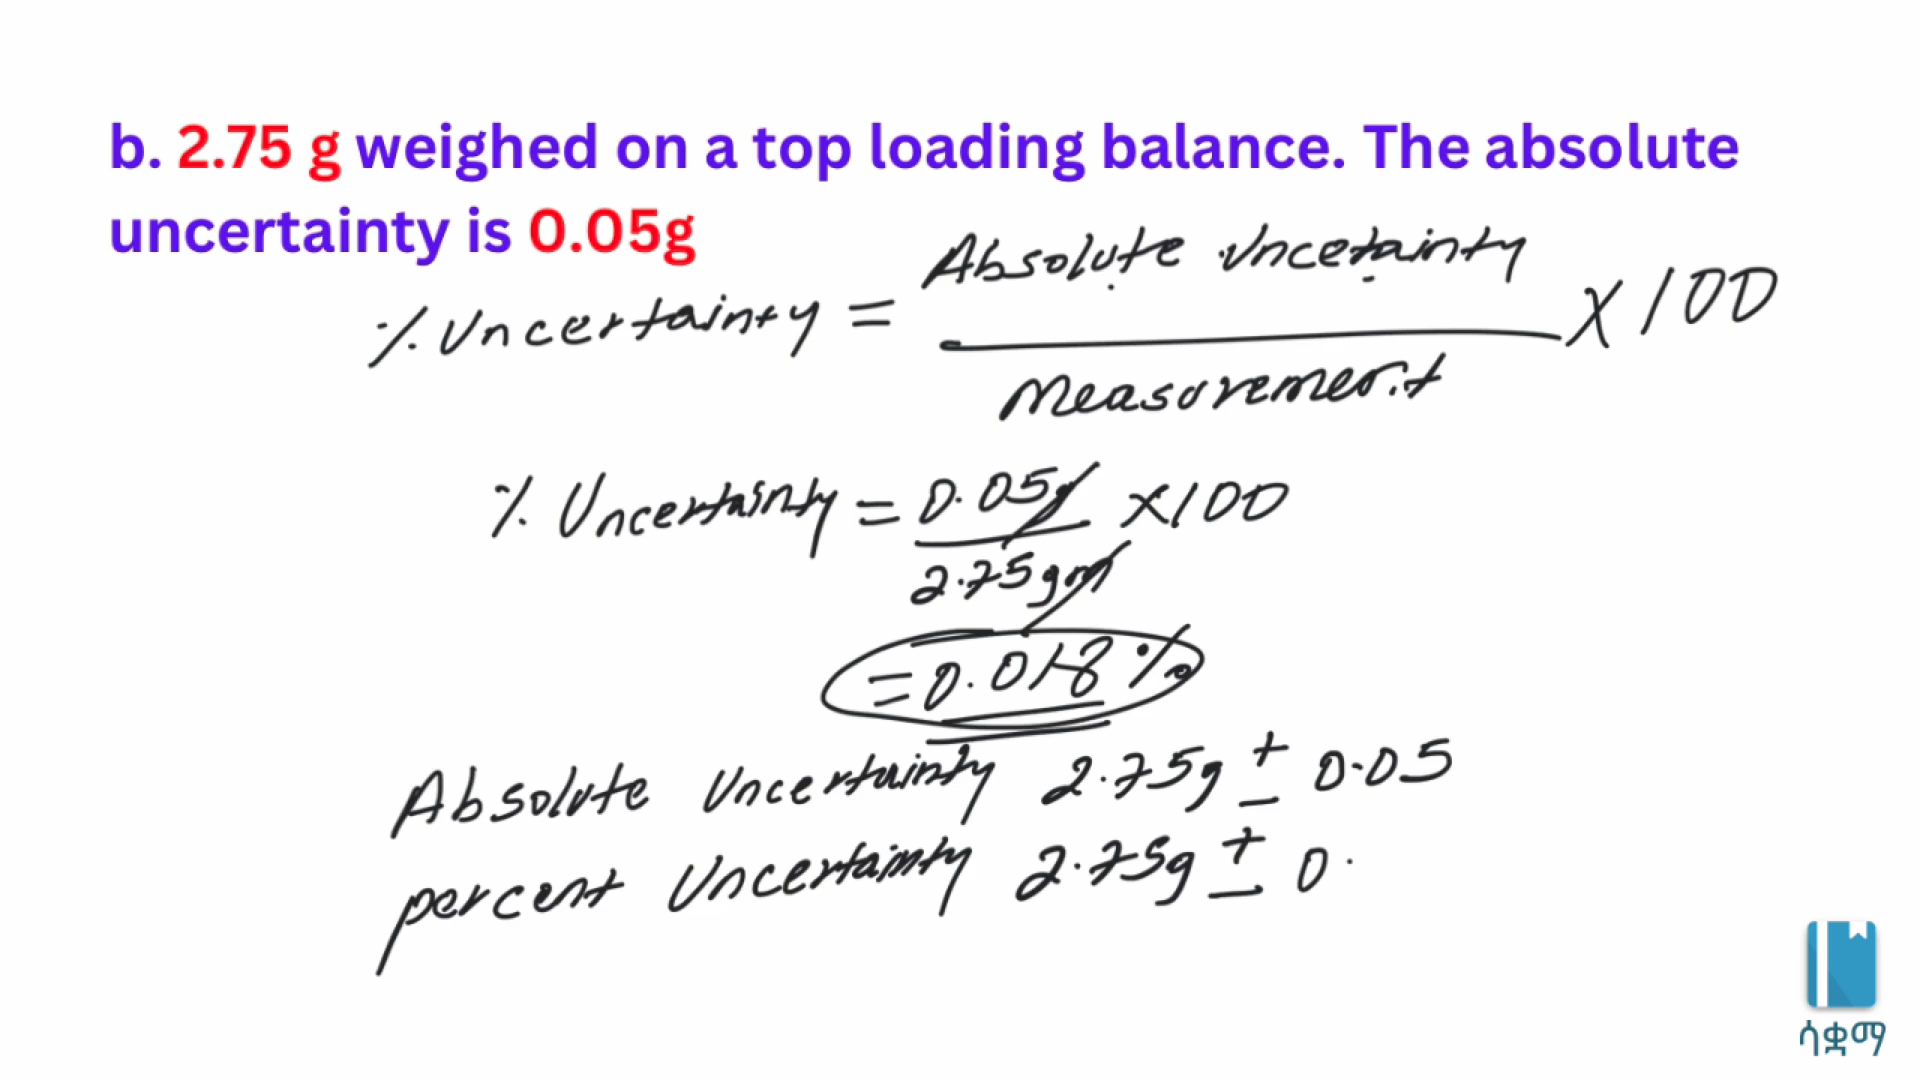 b. 2.75 g weighed on a top loading balance. The absolute
uncertainty is 0.05g
% Uncertainty = Absolute Uncetainty / Measurement X 100
% Uncertainty = 0.05g / 2.75gm X100
= 0.018 %
Absolute Uncertainty 2.75g ± 0.05
percent Uncertainty 2.75g ± 0.
ሳቋማ